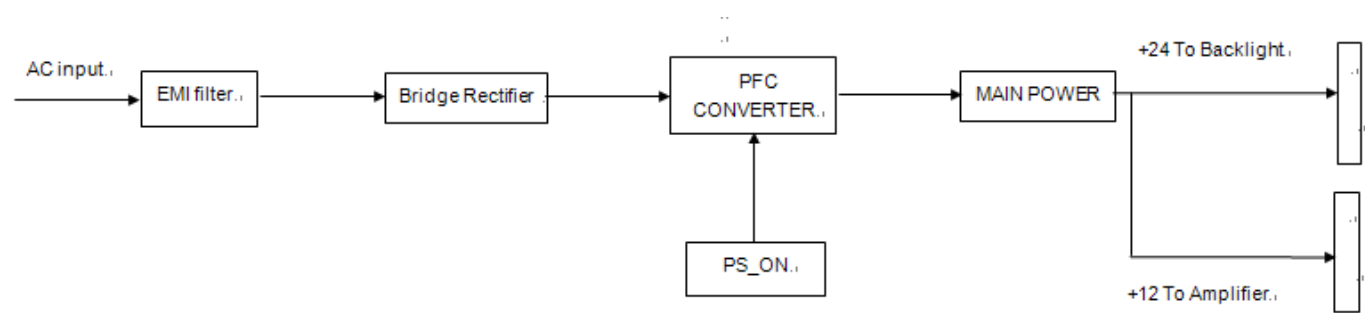 +24 To Backlight
AC input
EMI filter
Bridge Rectifier
PFC
CONVERTER
MAIN POWER
PS_ON
+12 To Amplifier